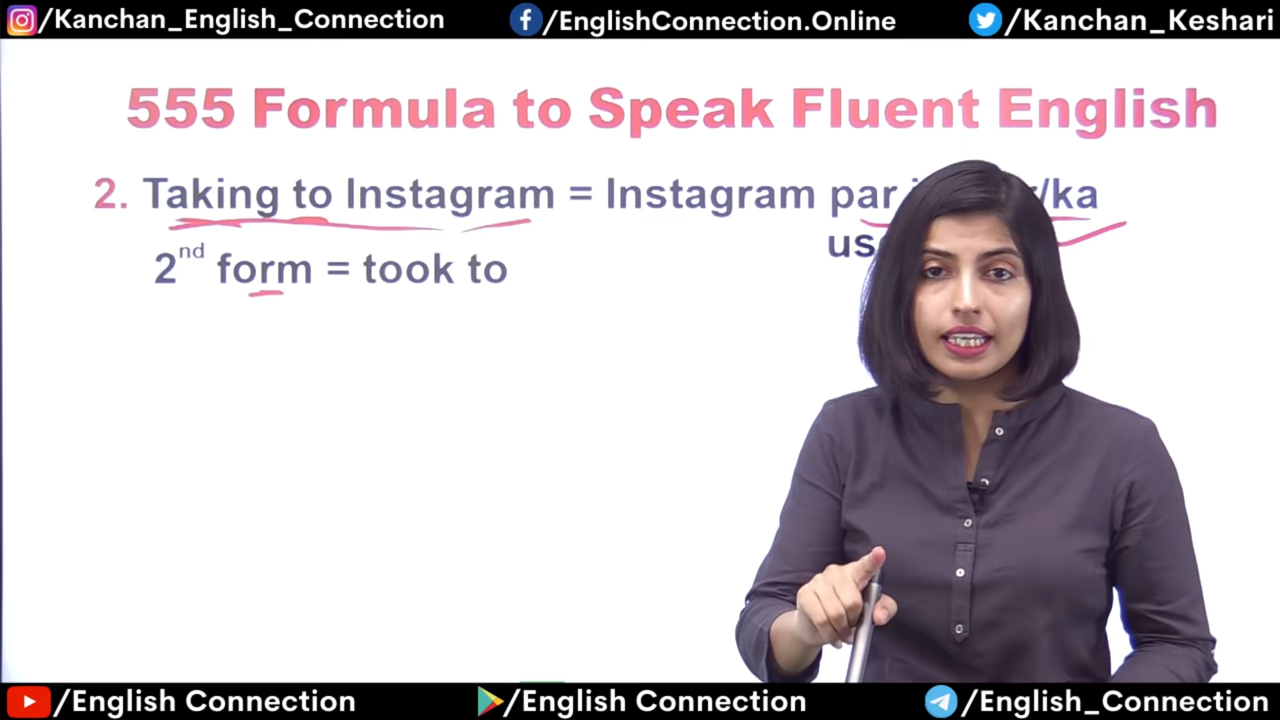 /Kanchan_English_Connection
/EnglishConnection.Online
/Kanchan_Keshari
555 Formula to Speak Fluent English
2. Taking to Instagram = Instagram par /ka
2nd form = took to
/English Connection
/English Connection
/English_Connection